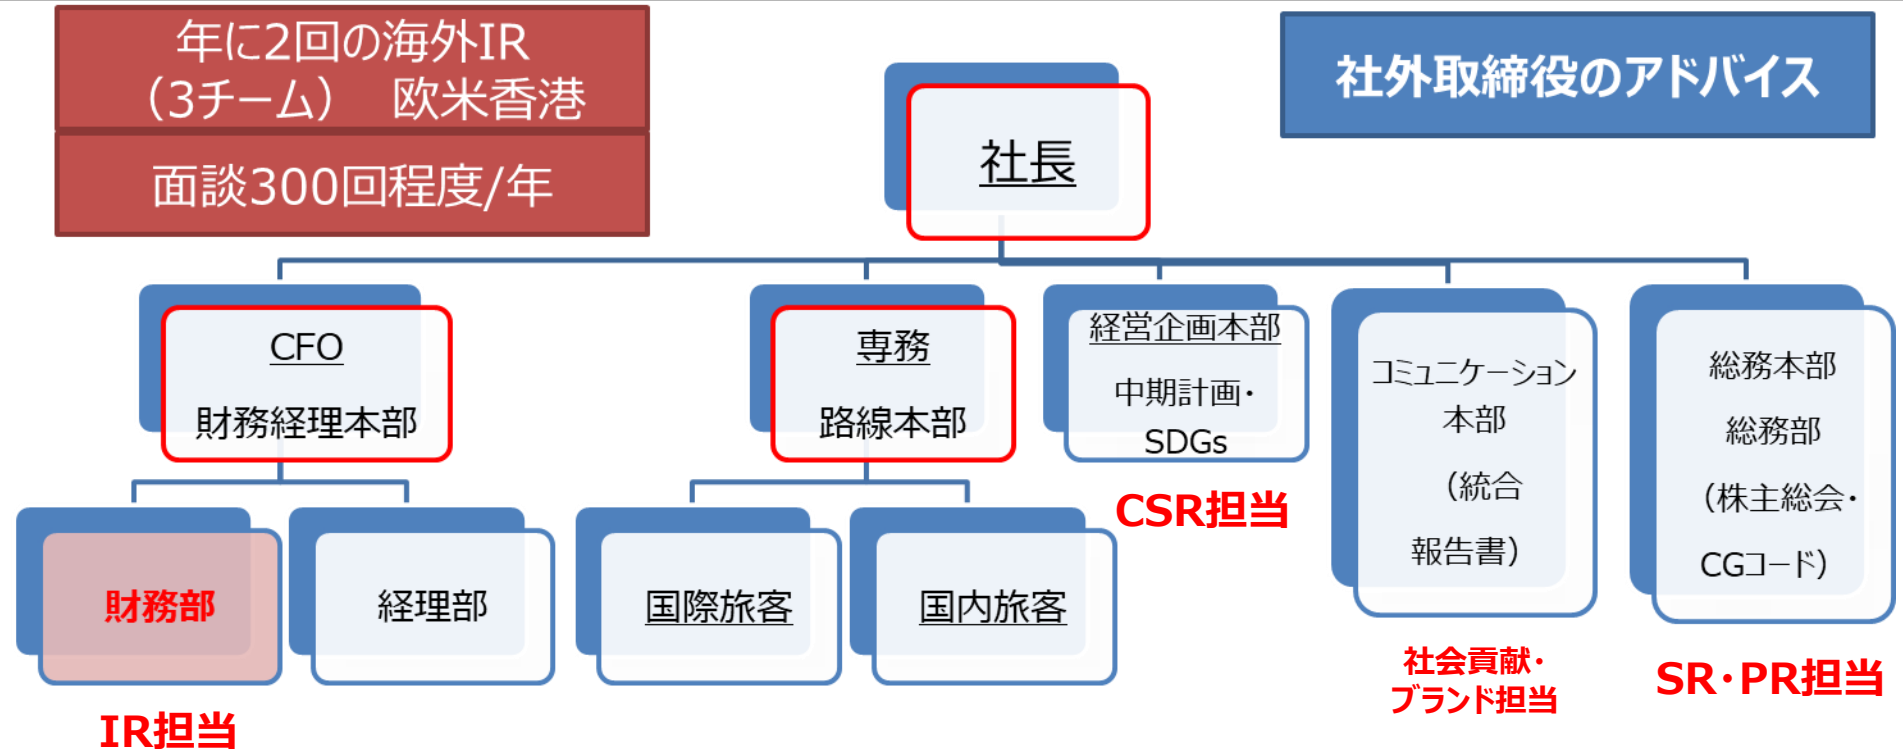 年に2回の海外IR
（3チーム）　欧米香港
面談300回程度/年
社外取締役のアドバイス
社長
CFO
財務経理本部
専務
路線本部
経営企画本部
中期計画・
SDGs
CSR担当
コミュニケーション
本部
（統合
報告書）
社会貢献・
ブランド担当
総務本部
総務部
（株主総会・
CGコード）
SR・PR担当
財務部
IR担当
経理部
国際旅客
国内旅客